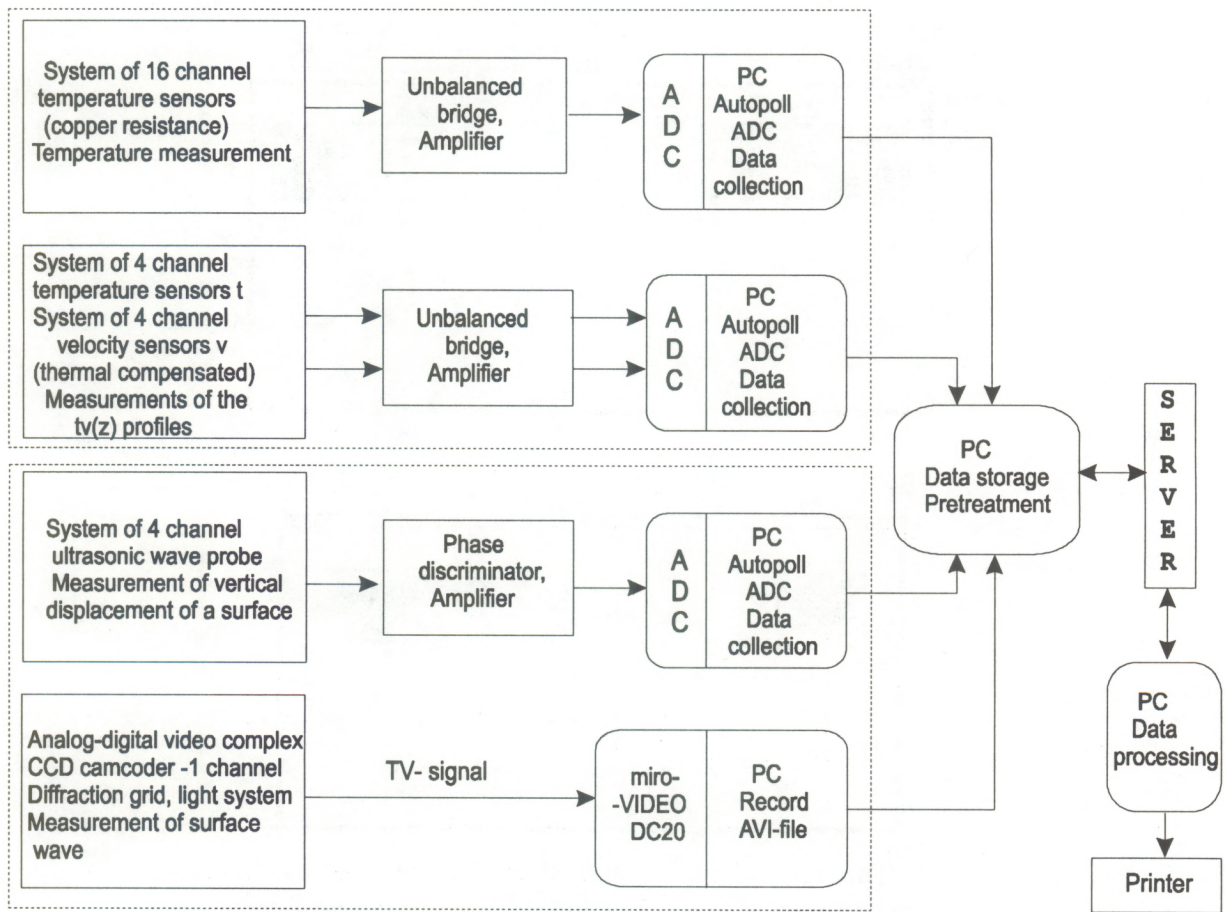 System of 16 channel
temperature sensors
(copper resistance)
Temperature measurement
Unbalanced
bridge,
Amplifier
A
D
C
PC
Autopoll
ADC
Data
collection
System of 4 channel
temperature sensors t
System of 4 channel
velocity sensors v
(thermal compensated)
Measurements of the
tv(z) profiles
Unbalanced
bridge,
Amplifier
A
D
C
PC
Autopoll
ADC
Data
collection
System of 4 channel
ultrasonic wave probe
Measurement of vertical
displacement of a surface
Phase
discriminator,
Amplifier
A
D
C
PC
Autopoll
ADC
Data
collection
Analog-digital video complex
CCD camcoder -1 channel
Diffraction grid, light system
Measurement of surface
wave
TV- signal
miro-
-VIDEO
DC20
PC
Record
AVI-file
PC
Data storage
Pretreatment
S
E
R
V
E
R
PC
Data
processing
Printer